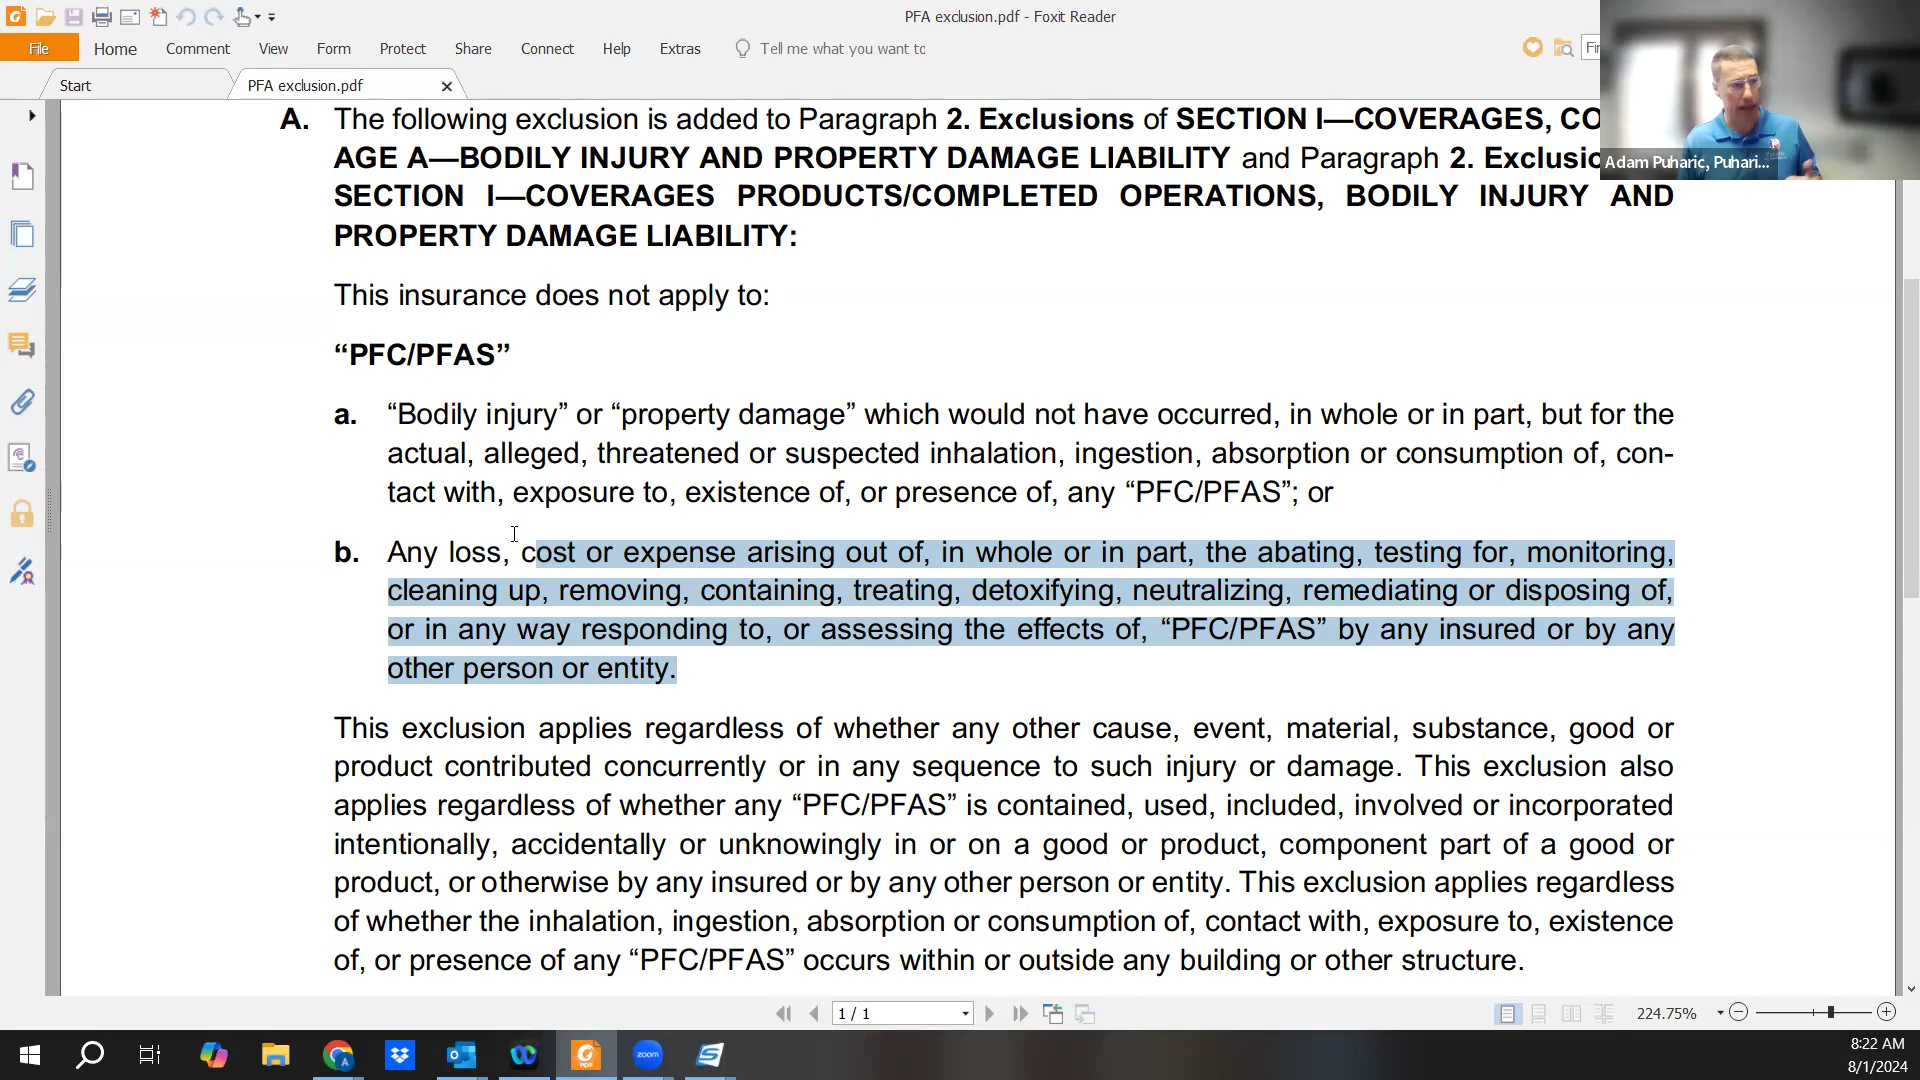 PFA exclusion.pdf - Foxit Reader
File Home Comment View Form Protect Share Connect Help Extras Tell me what you want to
Start PFA exclusion.pdf
A. The following exclusion is added to Paragraph 2. Exclusions of SECTION I—COVERAGES, CO
AGE A—BODILY INJURY AND PROPERTY DAMAGE LIABILITY and Paragraph 2. Exclusio
Adam Puharic, Puhari...
SECTION I—COVERAGES PRODUCTS/COMPLETED OPERATIONS, BODILY INJURY AND
PROPERTY DAMAGE LIABILITY:
This insurance does not apply to:
“PFC/PFAS”
a. “Bodily injury” or “property damage” which would not have occurred, in whole or in part, but for the
actual, alleged, threatened or suspected inhalation, ingestion, absorption or consumption of, con-
tact with, exposure to, existence of, or presence of, any “PFC/PFAS”; or
b. Any loss, cost or expense arising out of, in whole or in part, the abating, testing for, monitoring,
cleaning up, removing, containing, treating, detoxifying, neutralizing, remediating or disposing of,
or in any way responding to, or assessing the effects of, “PFC/PFAS” by any insured or by any
other person or entity.
This exclusion applies regardless of whether any other cause, event, material, substance, good or
product contributed concurrently or in any sequence to such injury or damage. This exclusion also
applies regardless of whether any “PFC/PFAS” is contained, used, included, involved or incorporated
intentionally, accidentally or unknowingly in or on a good or product, component part of a good or
product, or otherwise by any insured or by any other person or entity. This exclusion applies regardless
of whether the inhalation, ingestion, absorption or consumption of, contact with, exposure to, existence
of, or presence of any “PFC/PFAS” occurs within or outside any building or other structure.
1 / 1
224.75%
zoom
8:22 AM
8/1/2024